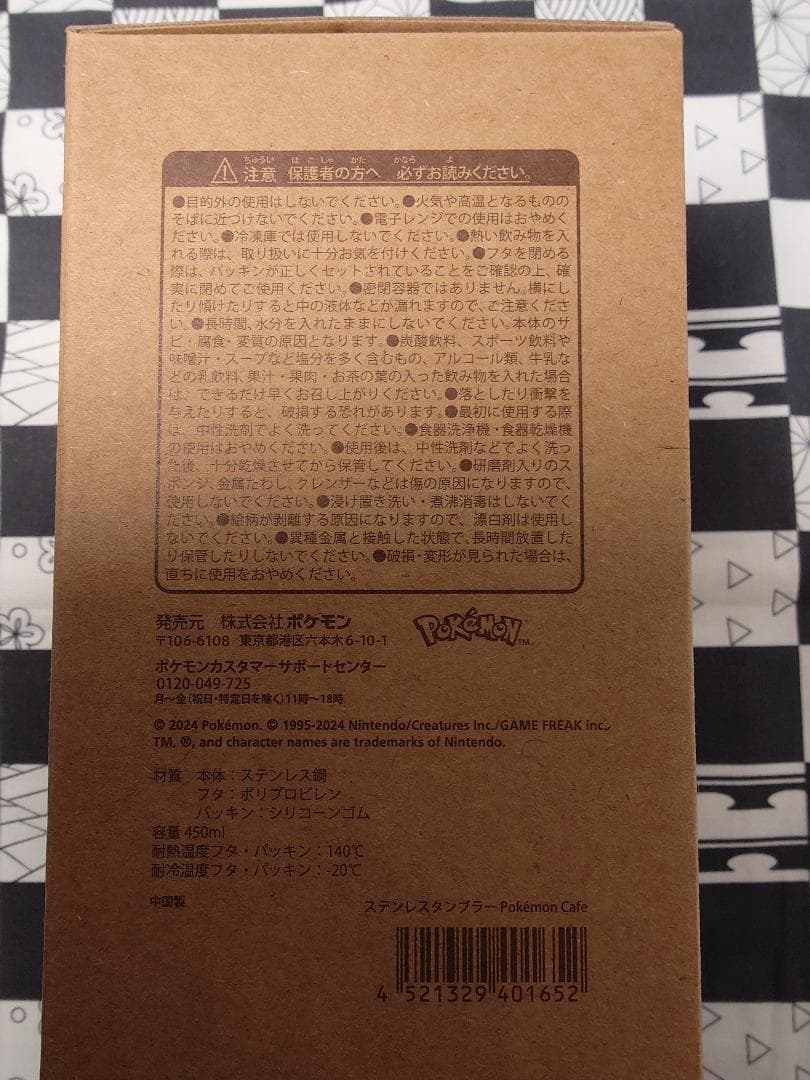 ちゅうい ほごしゃ かた かなら よ
⚠注意 保護者の方へ 必ずお読みください。
●目的外の使用はしないでください。●火気や高温となるものの
そばに近づけないでください。●電子レンジでの使用はおやめく
ださい。●冷凍庫では使用しないでください。●熱い飲み物を入
れる際は、取り扱いに十分お気を付けください。●フタを閉める
際は、パッキンが正しくセットされていることをご確認の上、確
実に閉めてご使用ください。●密閉容器ではありません。横にし
たり傾けたりすると中の液体などが漏れますので、ご注意くださ
い。●長時間、水分を入れたままにしないでください。本体のサ
ビ・腐食・変質の原因となります。●炭酸飲料、スポーツ飲料や
味噌汁・スープなど塩分を多く含むもの、アルコール類、牛乳な
どの乳飲料、果汁・果肉・お茶の葉の入った飲み物を入れた場合
は、できるだけ早くお召し上がりください。●落としたり衝撃を
与えたりすると、破損する恐れがあります。●最初に使用する際
は、中性洗剤でよく洗ってください。●食器洗浄機・食器乾燥機
の使用はおやめください。●使用後は、中性洗剤などでよく洗っ
た後、十分乾燥させてから保管してください。●研磨剤入りのス
ポンジ、金属たわし、クレンザーなどは傷の原因になりますので、
使用しないでください。●浸け置き洗い・煮沸消毒はしないでく
ださい。●絵柄が剥離する原因になりますので、漂白剤は使用し
ないでください。●異種金属と接触した状態で、長時間放置した
り保管したりしないでください。●破損・変形が見られた場合は、
直ちに使用をおやめください。
発売元 株式会社ポケモン POKéMON TM
〒106-6108 東京都港区六本木6-10-1
ポケモンカスタマーサポートセンター
0120-049-725
月〜金（祝日・特定日を除く）11時〜18時
© 2024 Pokémon. © 1995-2024 Nintendo/Creatures Inc./GAME FREAK inc.
TM, ®, and character names are trademarks of Nintendo.
材質 本体：ステンレス鋼
フタ：ポリプロピレン
パッキン：シリコーンゴム
容量 450ml
耐熱温度フタ・パッキン：140℃
耐冷温度フタ・パッキン：-20℃
中国製
ステンレスタンブラー Pokémon Cafe
4 521329 401652